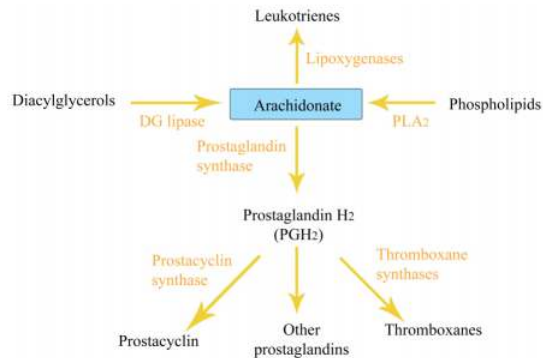 Leukotrienes
Lipoxygenases
Diacylglycerols
Arachidonate
Phospholipids
DG lipase
PLA2
Prostaglandin
synthase
Prostaglandin H2
(PGH2)
Prostacyclin
synthase
Thromboxane
synthases
Prostacyclin
Other
prostaglandins
Thromboxanes